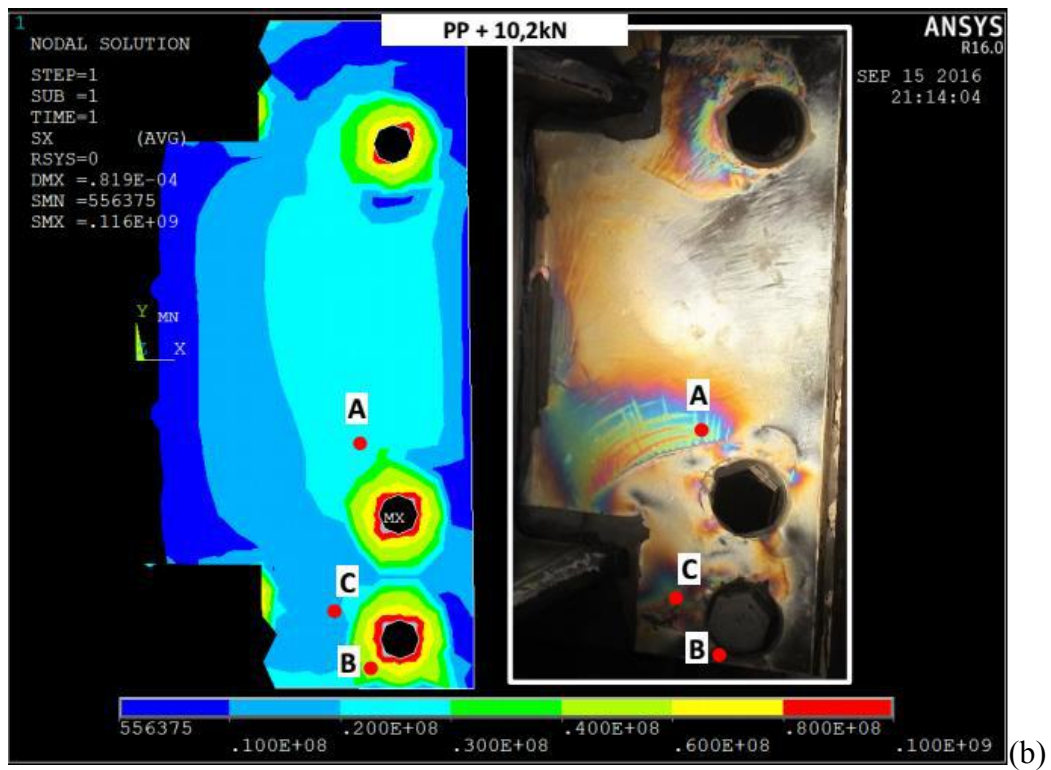 1
NODAL SOLUTION
STEP=1
SUB =1
TIME=1
SX (AVG)
RSYS=0
DMX =.819E-04
SMN =556375
SMX =.116E+09
PP + 10,2kN
ANSYS
R16.0
SEP 15 2016
21:14:04
Y MN
Z X
A
MX
C
B
A
C
B
556375 .200E+08 .400E+08 .800E+08
.100E+08 .300E+08 .600E+08 .100E+09
(b)